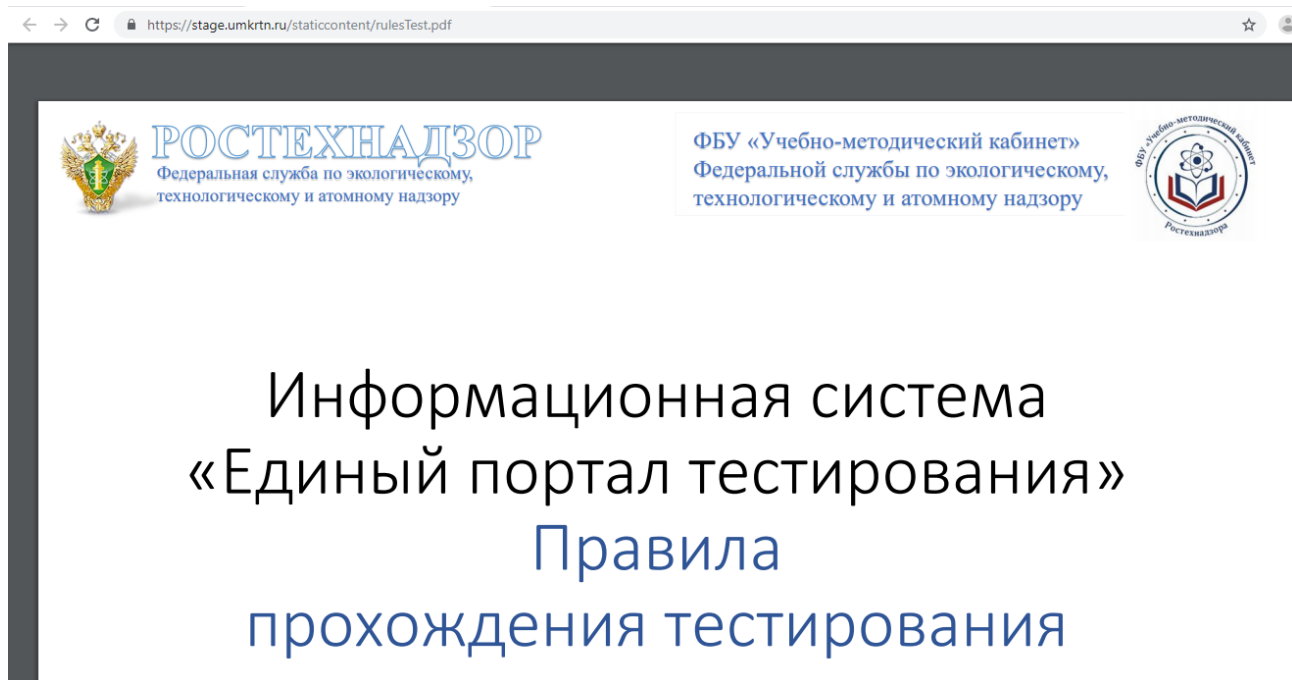 https://stage.umkrtn.ru/staticcontent/rulesTest.pdf
РОСТЕХНАДЗОР
Федеральная служба по экологическому,
технологическому и атомному надзору
ФБУ «Учебно-методический кабинет»
Федеральной службы по экологическому,
технологическому и атомному надзору
ФБУ «Учебно-методический кабинет»
Ростехнадзора
Информационная система
«Единый портал тестирования»
Правила
прохождения тестирования